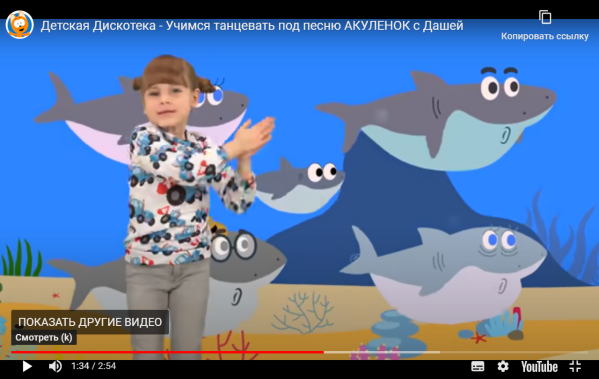 Детская Дискотека - Учимся танцевать под песню АКУЛЕНОК с Дашей
Копировать ссылку
ПОКАЗАТЬ ДРУГИЕ ВИДЕО
Смотреть (k)
1:34 / 2:54
YouTube